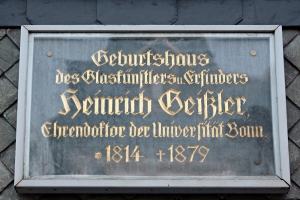 Geburtshaus
des Glaskünstlers u. Erfinders
Heinrich Geißler,
Ehrendoktor der Universität Bonn
* 1814 † 1879